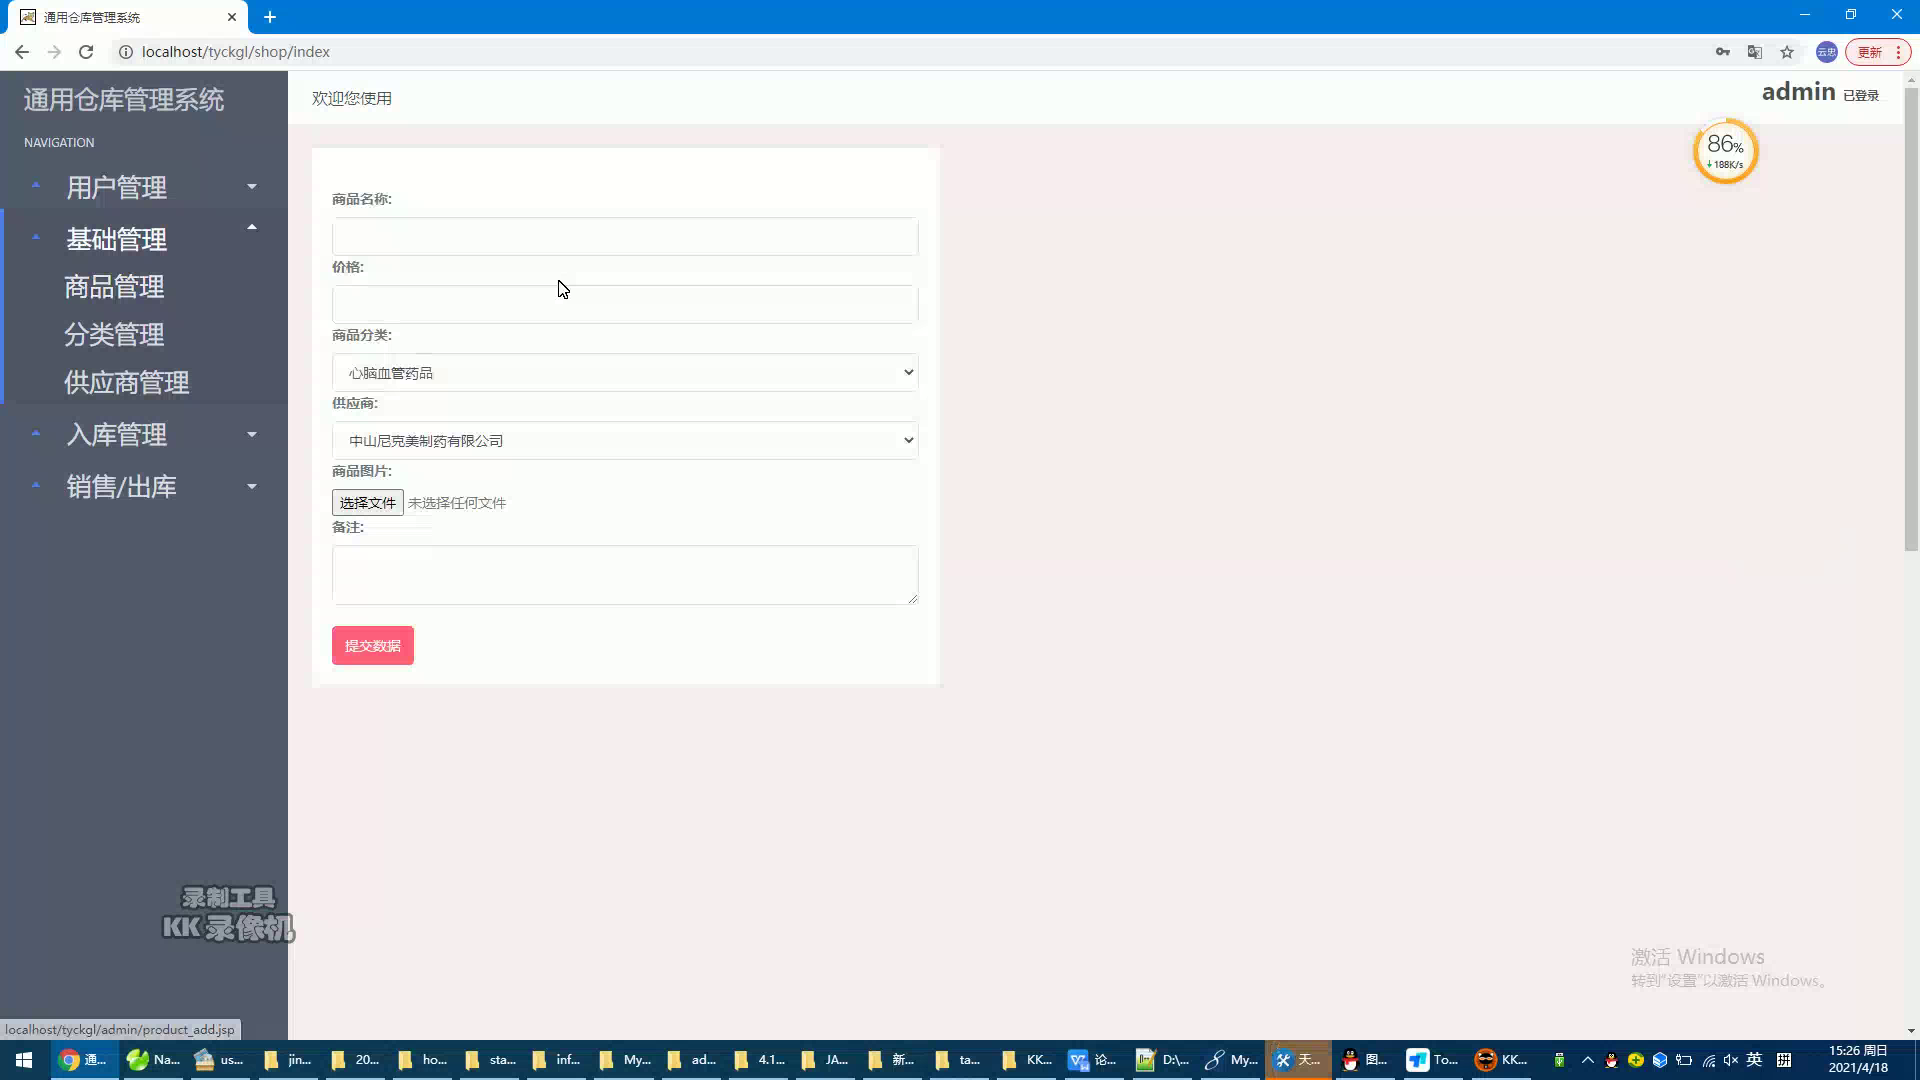 通用仓库管理系统
localhost/tyckgl/shop/index
更新
通用仓库管理系统
NAVIGATION
用户管理
基础管理
商品管理
分类管理
供应商管理
入库管理
销售/出库
欢迎您使用
admin 已登录
86%
188K/s
商品名称:
价格:
商品分类:
心脑血管药品
供应商:
中山尼克美制药有限公司
商品图片:
选择文件 未选择任何文件
备注:
提交数据
录制工具
KK 录像机
激活 Windows
转到"设置"以激活 Windows。
localhost/tyckgl/admin/product_add.jsp
通... Na... us... jin... 20... ho... sta... inf... My... ad... 4.1... JA... 新... ta... KK... 论... D:\... My... 天... 图... To... KK... 英
15:26 周日
2021/4/18